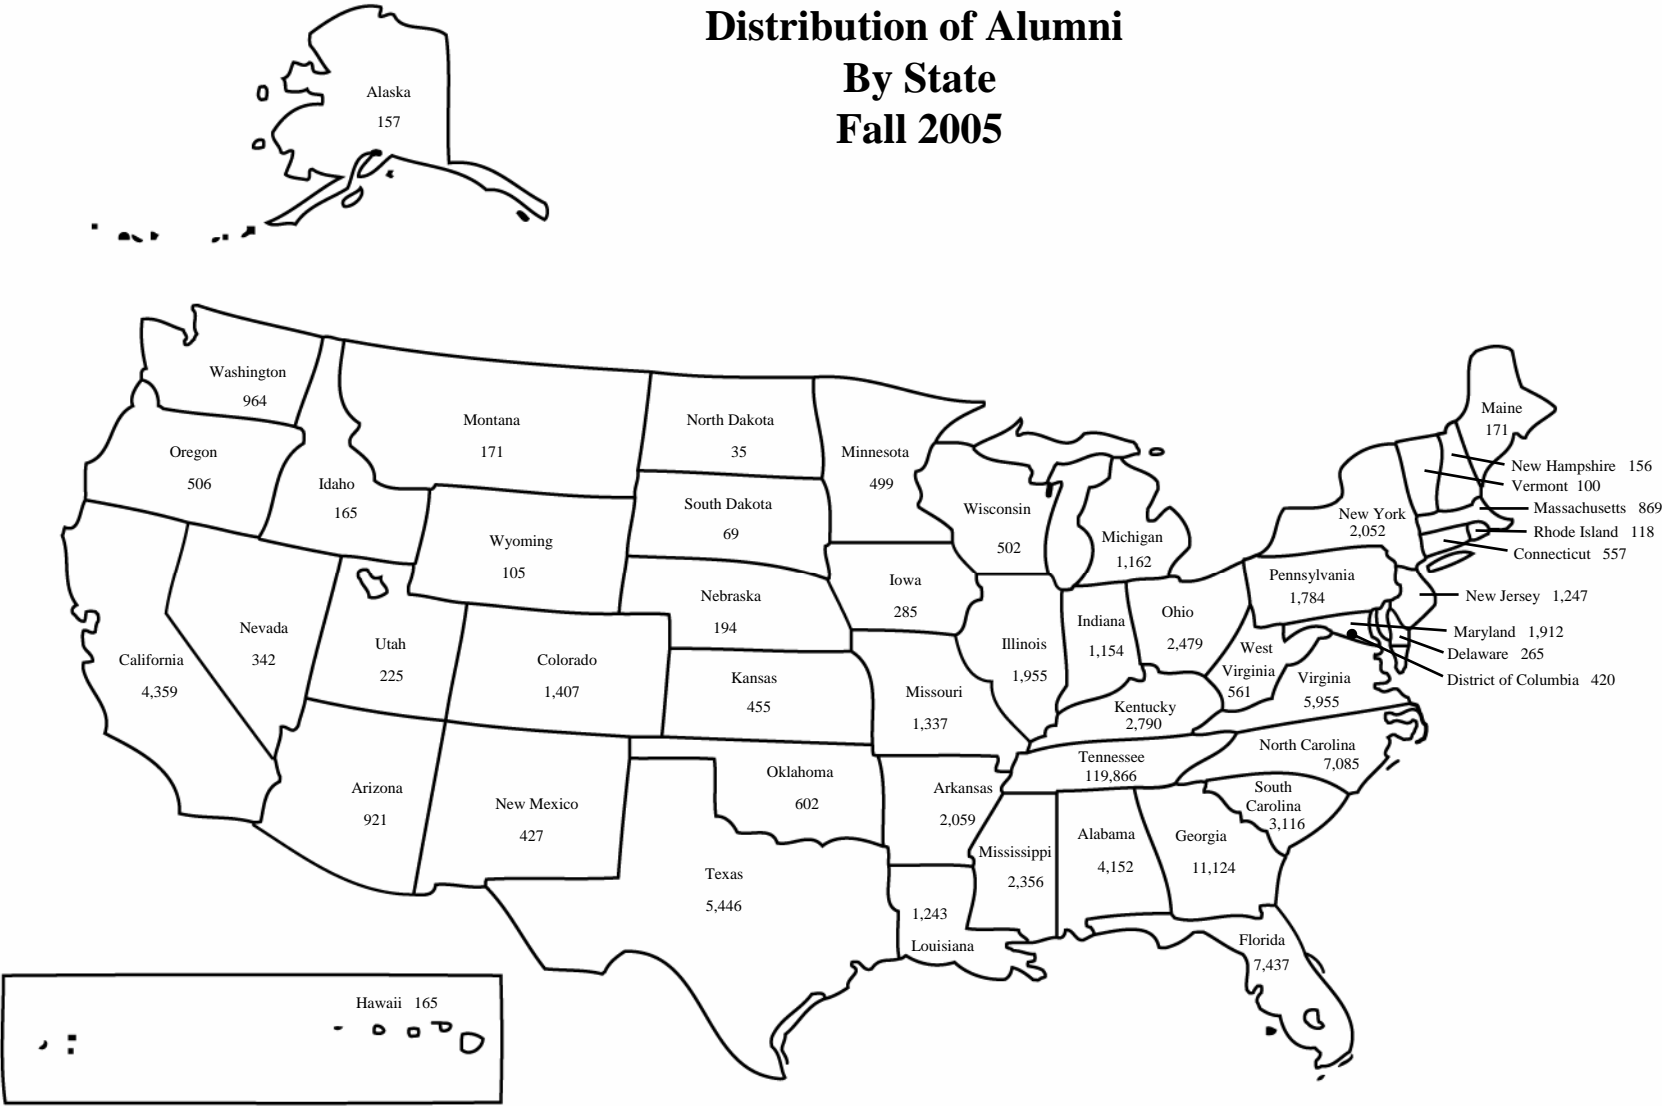 Distribution of Alumni
By State
Fall 2005
Alaska
157
Washington
964
Oregon
506
Idaho
165
Montana
171
North Dakota
35
South Dakota
69
Minnesota
499
Wisconsin
502
Michigan
1,162
Maine
171
New Hampshire 156
Vermont 100
Massachusetts 869
Rhode Island 118
Connecticut 557
New York
2,052
Pennsylvania
1,784
New Jersey 1,247
Maryland 1,912
Delaware 265
District of Columbia 420
Wyoming
105
Nebraska
194
Iowa
285
Illinois
1,955
Indiana
1,154
Ohio
2,479
West
Virginia
561
Virginia
5,955
California
4,359
Nevada
342
Utah
225
Colorado
1,407
Kansas
455
Missouri
1,337
Kentucky
2,790
Tennessee
119,866
North Carolina
7,085
South
Carolina
3,116
Arizona
921
New Mexico
427
Oklahoma
602
Arkansas
2,059
Mississippi
2,356
Alabama
4,152
Georgia
11,124
Texas
5,446
1,243
Louisiana
Florida
7,437
Hawaii 165